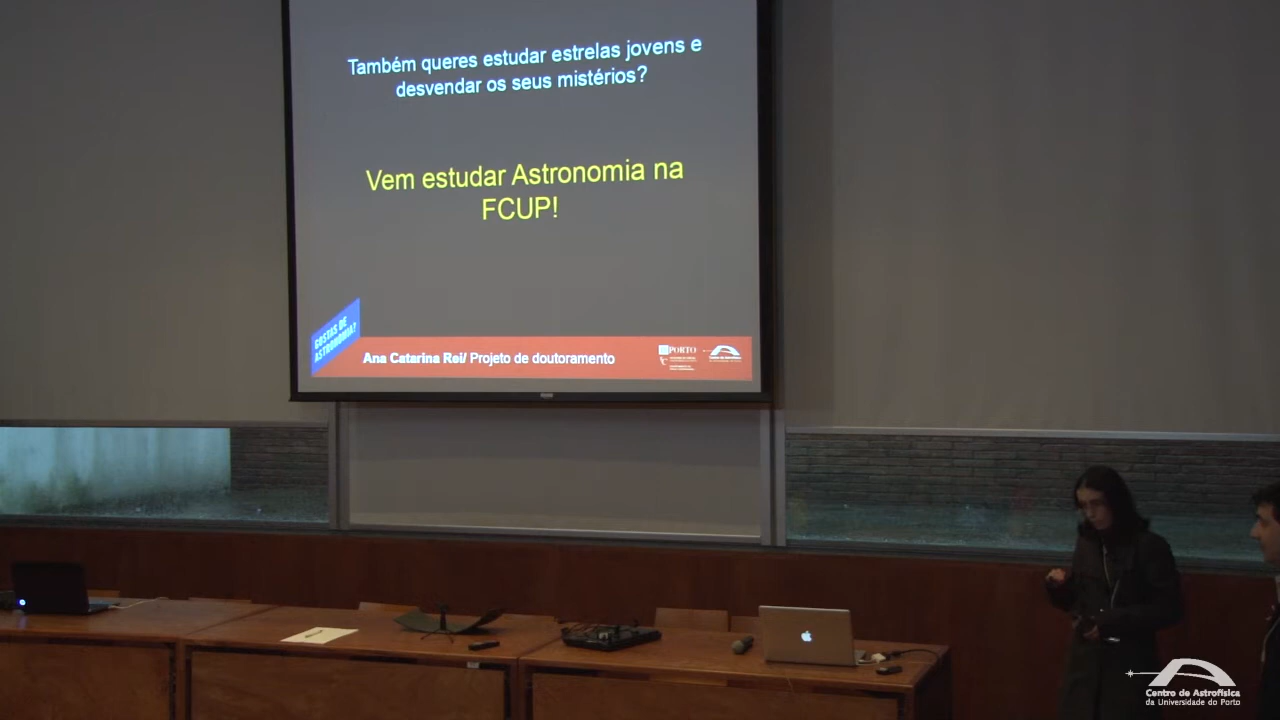 Também queres estudar estrelas jovens e
desvendar os seus mistérios?
Vem estudar Astronomia na
FCUP!
GOSTAS DE
ASTRONOMIA?
Ana Catarina Rei/ Projeto de doutoramento
PORTO
Centro de Astrofísica
da Universidade do Porto